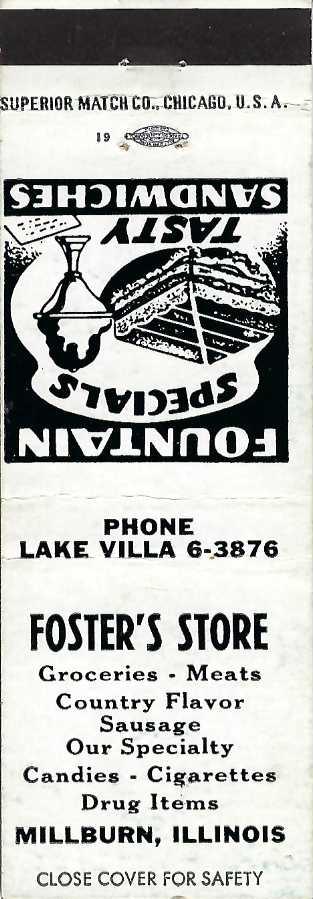 SUPERIOR MATCH CO., CHICAGO, U.S.A.
19
FOUNTAIN
SPECIALS
TASTY
SANDWICHES
PHONE
LAKE VILLA 6-3876
FOSTER'S STORE
Groceries - Meats
Country Flavor
Sausage
Our Specialty
Candies - Cigarettes
Drug Items
MILLBURN, ILLINOIS
CLOSE COVER FOR SAFETY